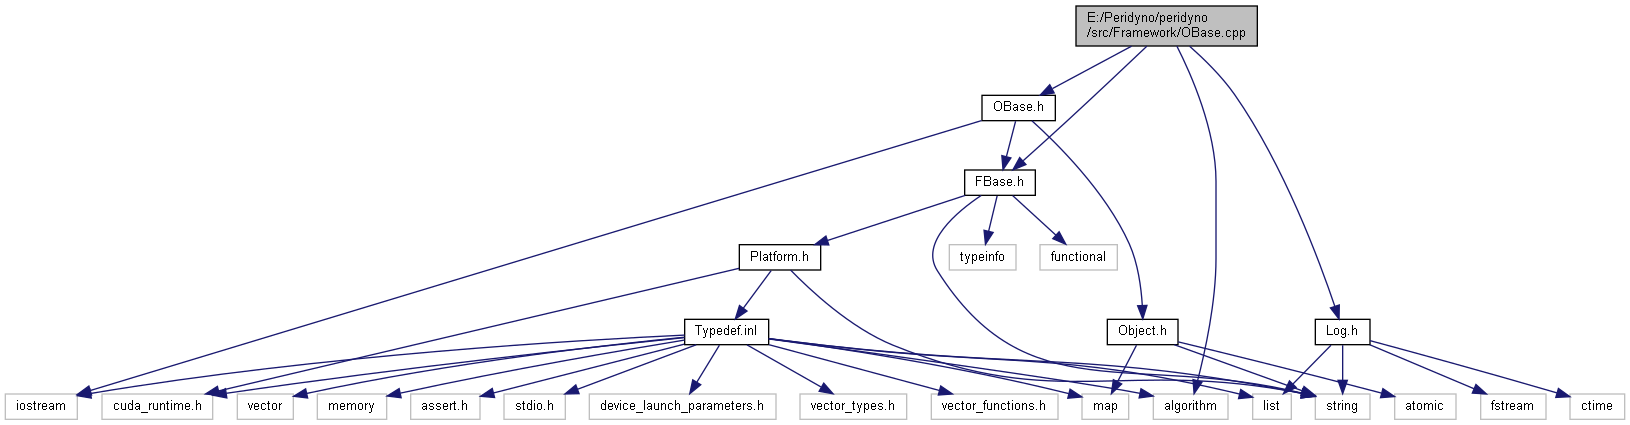 E:/Peridyno/peridyno
/src/Framework/OBase.cpp
OBase.h
FBase.h
Platform.h
typeinfo
functional
Typedef.inl
Object.h
Log.h
iostream
cuda_runtime.h
vector
memory
assert.h
stdio.h
device_launch_parameters.h
vector_types.h
vector_functions.h
map
algorithm
list
string
atomic
fstream
ctime